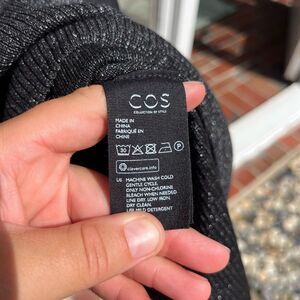 COS
COLLECTION OF STYLE
MADE IN
CHINA
FABRIQUÉ EN
CHINE
30 P
clevercare.info
US MACHINE WASH COLD
GENTLE CYCLE
ONLY NON-CHLORINE
BLEACH WHEN NEEDED
LINE DRY LOW IRON
DRY CLEAN
USE MILD DETERGENT